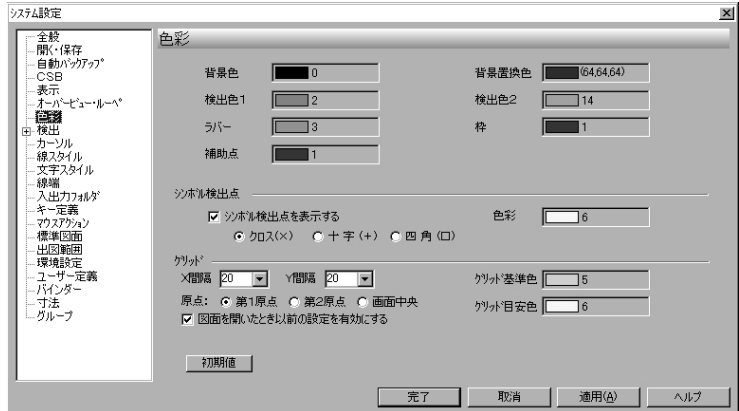 システム設定
全般
開く・保存
自動バックアップ
CSB
表示
オーバービュー・ルーペ
色彩
検出
カーソル
線スタイル
文字スタイル
線端
入出力フォルダ
キー定義
マウスアクション
標準図面
出図範囲
環境設定
ユーザー定義
バインダー
寸法
グループ
色彩
背景色 0 背景置換色 (64,64,64)
検出色1 2 検出色2 14
ラバー 3 枠 1
補助点 1
シンボル検出点
シンボル検出点を表示する 色彩 6
クロス(×) 十字(+) 四角(口)
グリッド
X間隔 20 Y間隔 20 グリッド基準色 5
原点: 第1原点 第2原点 画面中央 グリッド目安色 6
図面を開いたとき以前の設定を有効にする
初期値
完了 取消 適用(A) ヘルプ